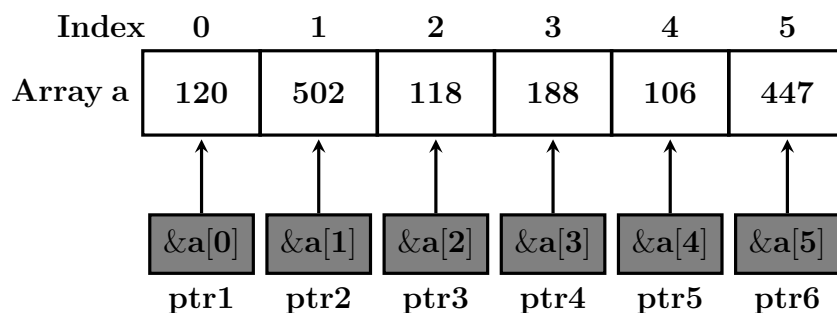 Index 0 1 2 3 4 5
Array a 120 502 118 188 106 447
&a[0] &a[1] &a[2] &a[3] &a[4] &a[5]
ptr1 ptr2 ptr3 ptr4 ptr5 ptr6